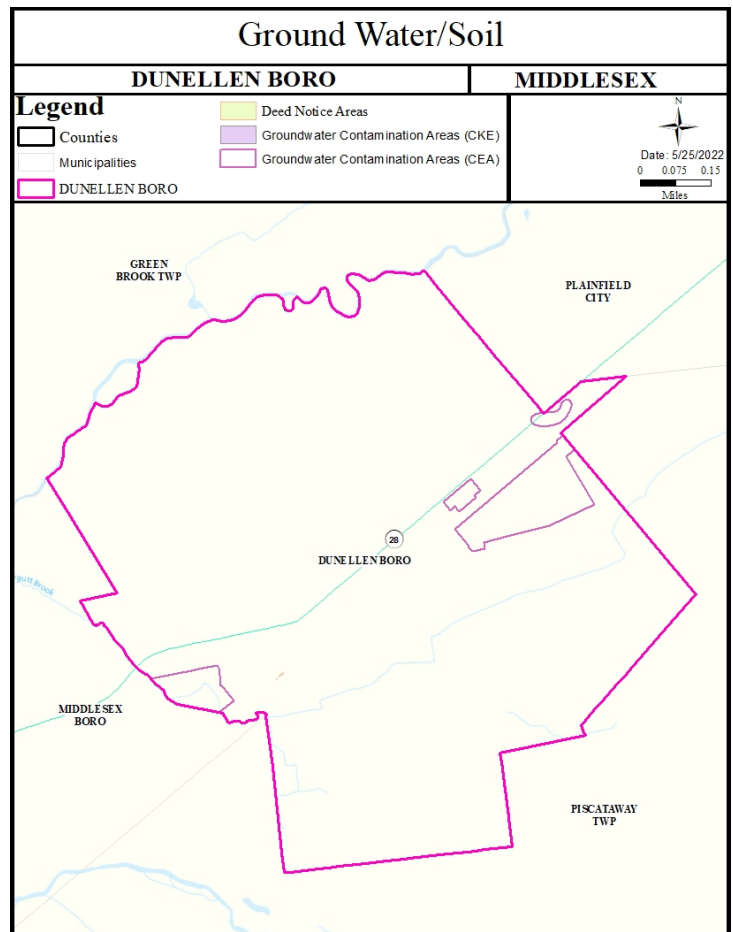 Ground Water/Soil
DUNELLEN BORO
MIDDLESEX
Legend
Counties
Municipalities
DUNELLEN BORO
Deed Notice Areas
Groundwater Contamination Areas (CKE)
Groundwater Contamination Areas (CEA)
N
Date: 5/25/2022
0 0.075 0.15
Miles
GREEN
BROOK TWP
PLAINFIELD
CITY
28
DUNELLEN BORO
Brook
MIDDLESEX
BORO
PISCATAWAY
TWP